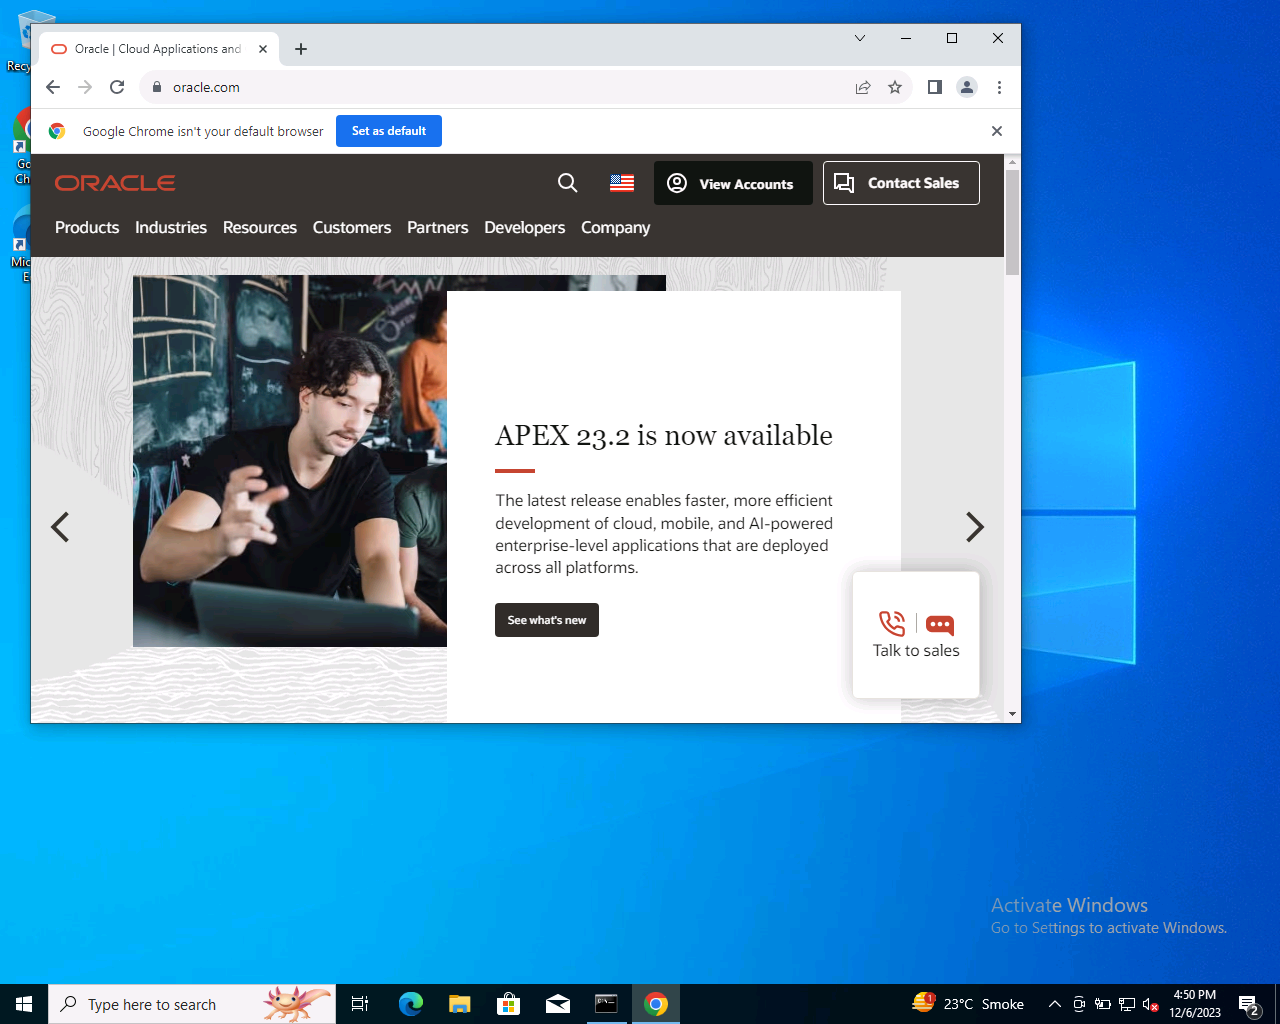 Oracle | Cloud Applications and
oracle.com
Google Chrome isn't your default browser
Set as default
ORACLE
View Accounts
Contact Sales
Products
Industries
Resources
Customers
Partners
Developers
Company
APEX 23.2 is now available
The latest release enables faster, more efficient
development of cloud, mobile, and AI-powered
enterprise-level applications that are deployed
across all platforms.
See what's new
Talk to sales
Activate Windows
Go to Settings to activate Windows.
Type here to search
1
23°C Smoke
4:50 PM
12/6/2023
2